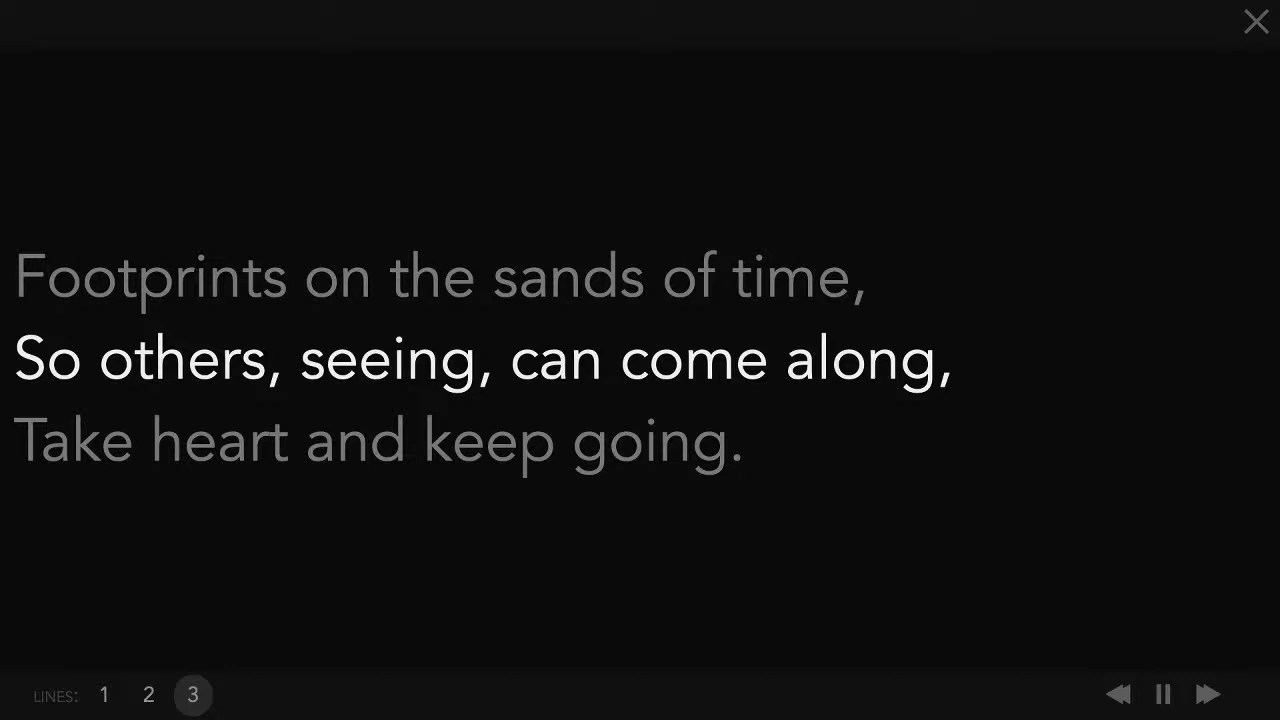 Footprints on the sands of time,
So others, seeing, can come along,
Take heart and keep going.
LINES: 1 2 3